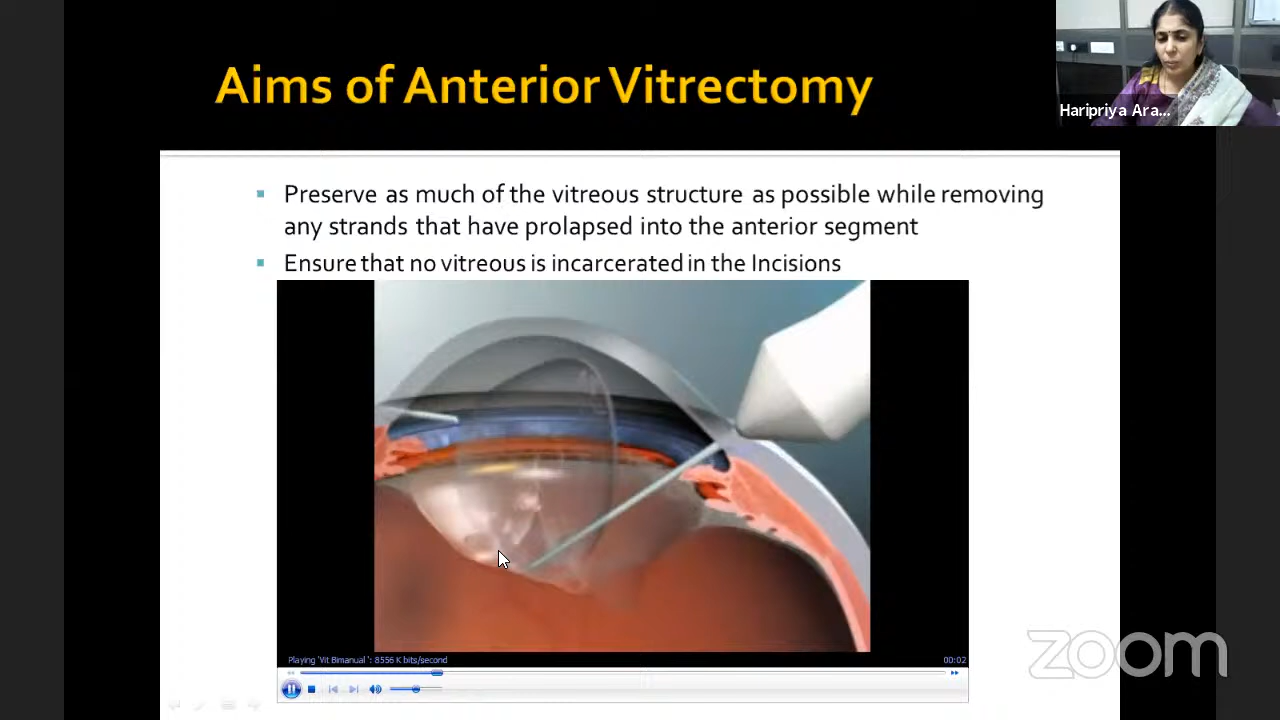 Aims of Anterior Vitrectomy
Haripriya Ara...
Preserve as much of the vitreous structure as possible while removing
any strands that have prolapsed into the anterior segment
Ensure that no vitreous is incarcerated in the Incisions
Playing 'Vit Bimanual ': 8556 K bits/second
00:02
zoom